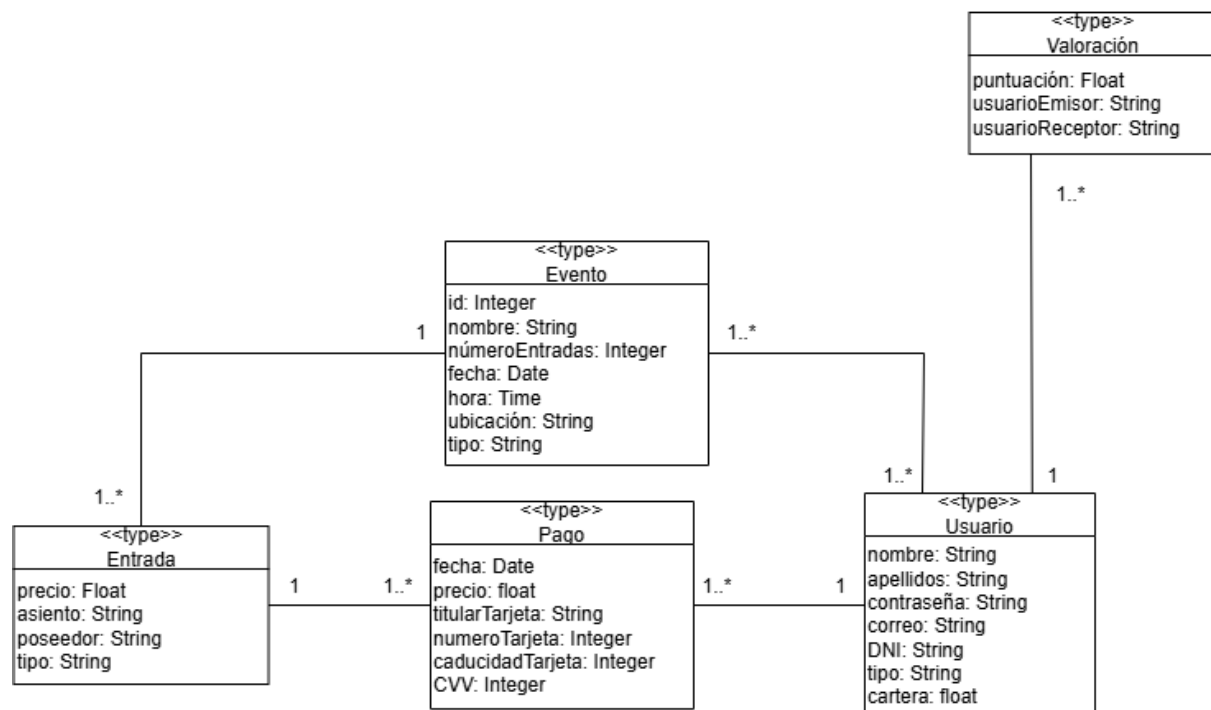 <<type>>
Valoración
puntuación: Float
usuarioEmisor: String
usuarioReceptor: String
1..*
<<type>>
Evento
id: Integer
nombre: String
númeroEntradas: Integer
fecha: Date
hora: Time
ubicación: String
tipo: String
1
1..*
1..*
1..*
1
<<type>>
Entrada
precio: Float
asiento: String
poseedor: String
tipo: String
1
1..*
<<type>>
Pago
fecha: Date
precio: float
titularTarjeta: String
numeroTarjeta: Integer
caducidadTarjeta: Integer
CVV: Integer
1..*
1
<<type>>
Usuario
nombre: String
apellidos: String
contraseña: String
correo: String
DNI: String
tipo: String
cartera: float